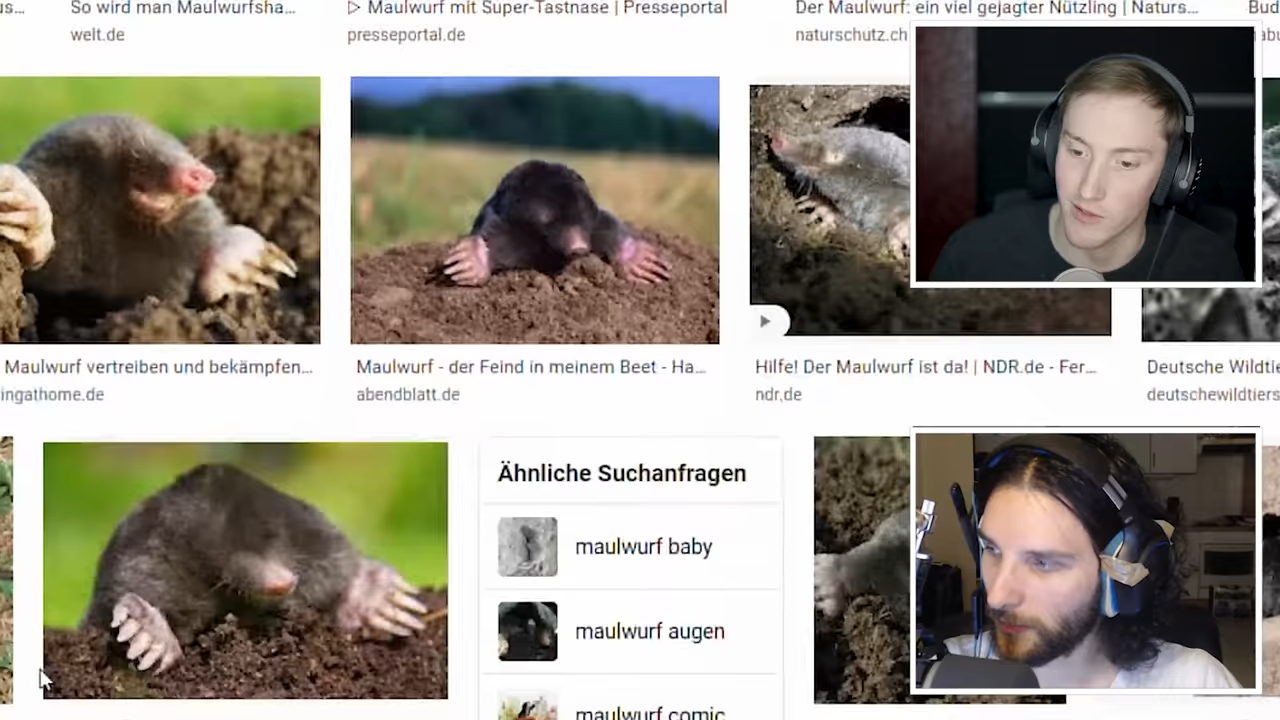 So wird man Maulwurfsha...
▷ Maulwurf mit Super-Tastnase | Presseportal
Der Maulwurf: ein viel gejagter Nützling | Naturs...
Bud
welt.de
presseportal.de
naturschutz.ch
Maulwurf vertreiben und bekämpfen...
Maulwurf - der Feind in meinem Beet - Ha...
Hilfe! Der Maulwurf ist da! | NDR.de - Fer...
Deutsche Wildtie
ingathome.de
abendblatt.de
ndr.de
deutschewildtiers
Ähnliche Suchanfragen
maulwurf baby
maulwurf augen
maulwurf comic